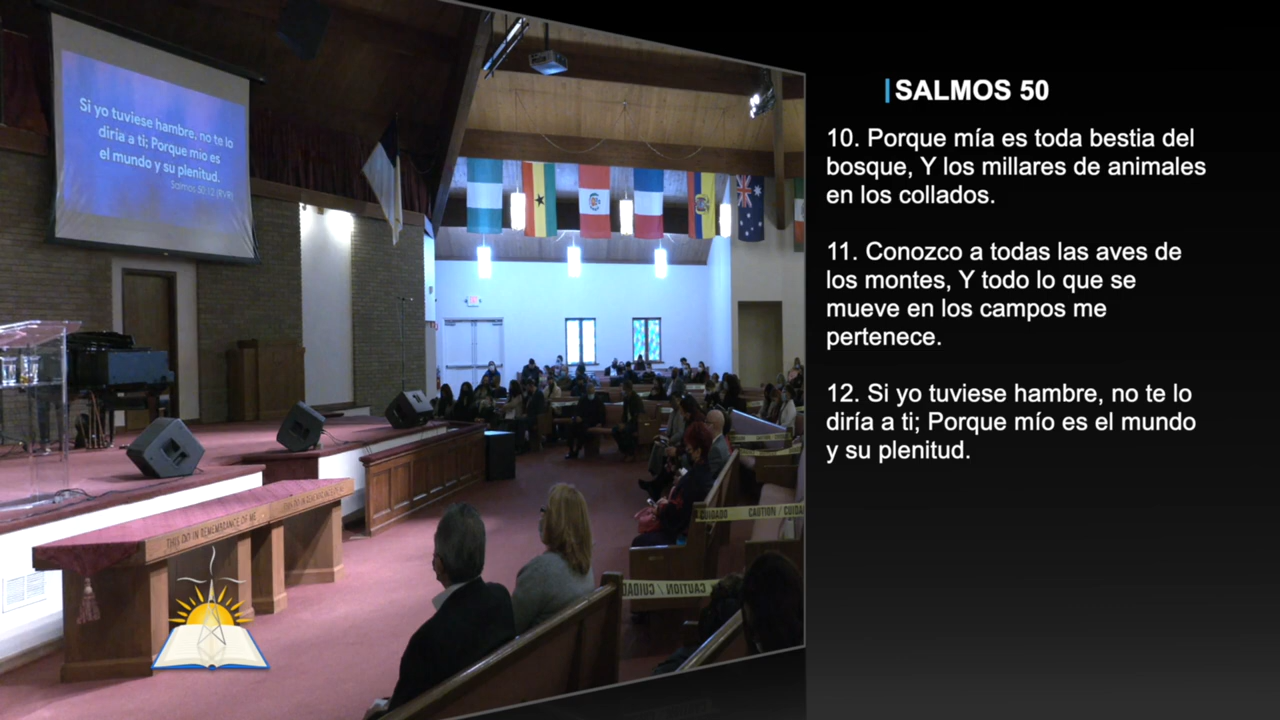 Si yo tuviese hambre, no te lo
diría a ti; Porque mío es
el mundo y su plenitud.
Salmos 50:12 (RVR)
SALMOS 50
10. Porque mía es toda bestia del
bosque, Y los millares de animales
en los collados.
11. Conozco a todas las aves de
los montes, Y todo lo que se
mueve en los campos me
pertenece.
12. Si yo tuviese hambre, no te lo
diría a ti; Porque mío es el mundo
y su plenitud.
THIS DO IN REMEMBRANCE OF ME
CUIDADO CAUTION / CUIDA
CAUTION / CUIDAD